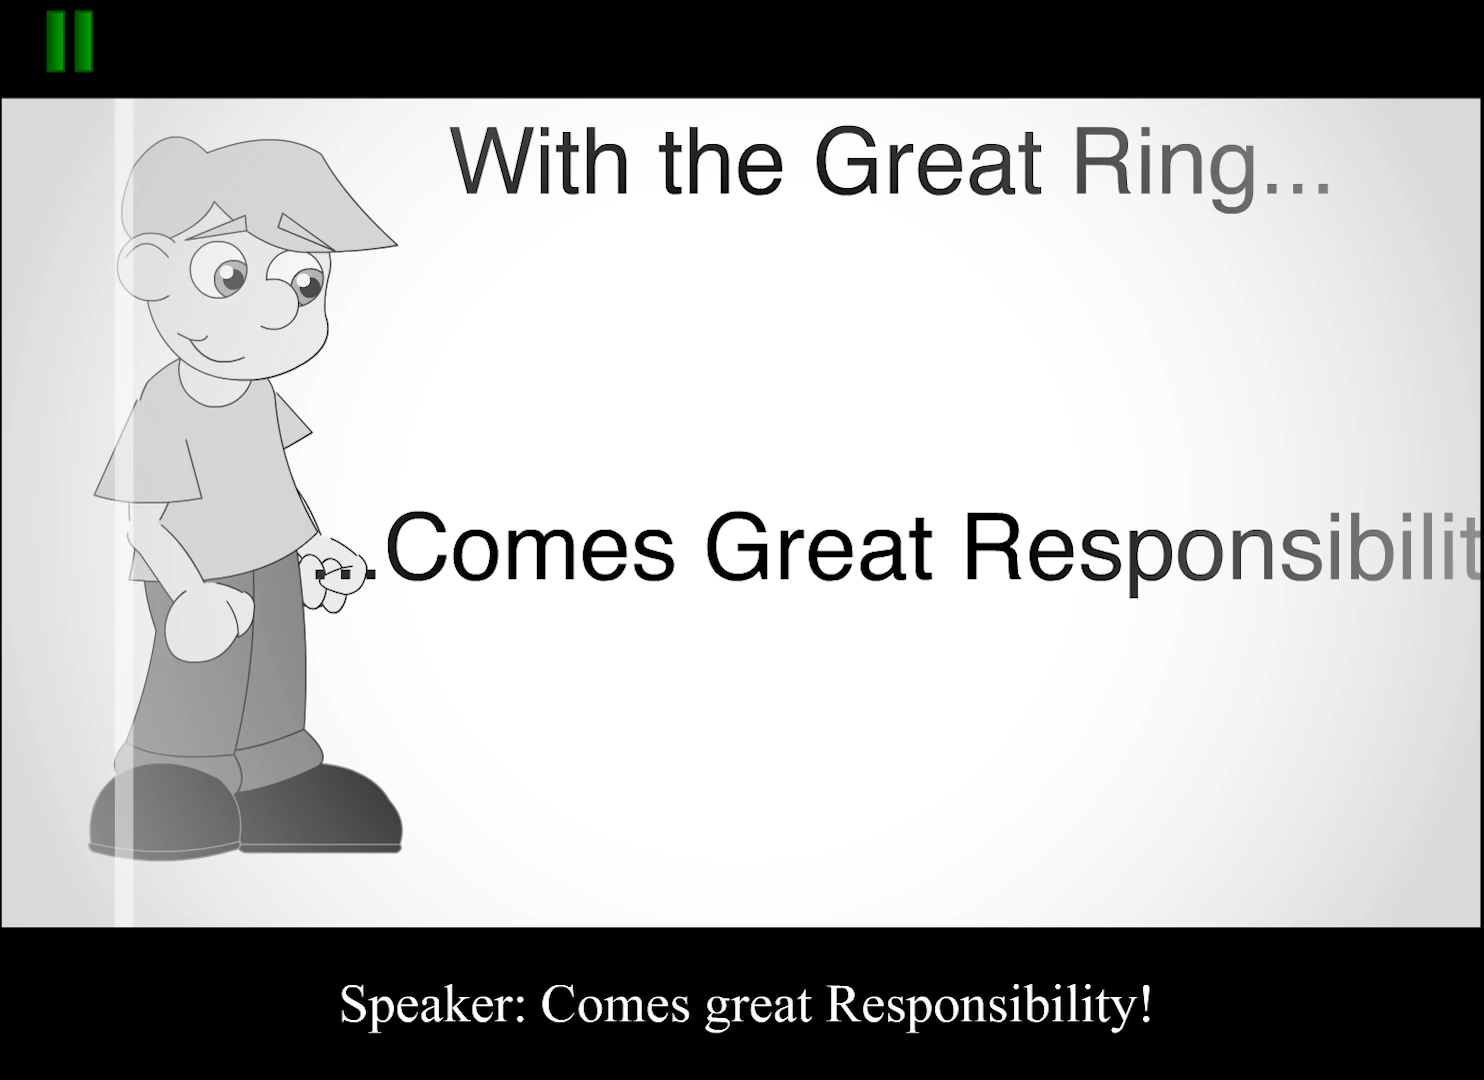 With the Great Ring...
...Comes Great Responsibilit
Speaker: Comes great Responsibility!